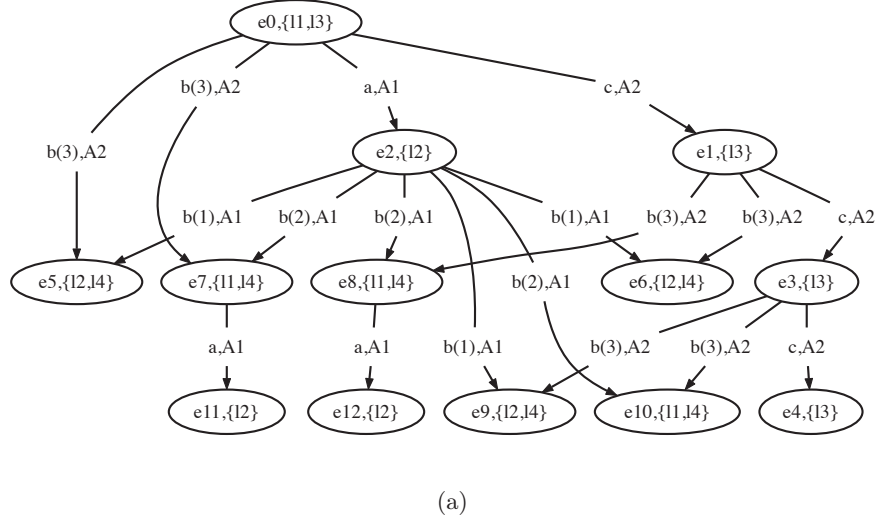 e0,{l1,l3}
b(3),A2
a,A1
c,A2
b(3),A2
e2,{l2}
e1,{l3}
b(1),A1
b(2),A1
b(2),A1
b(1),A1
b(3),A2
b(3),A2
c,A2
e5,{l2,l4}
e7,{l1,l4}
e8,{l1,l4}
b(2),A1
e6,{l2,l4}
e3,{l3}
a,A1
a,A1
b(1),A1
b(3),A2
b(3),A2
c,A2
e11,{l2}
e12,{l2}
e9,{l2,l4}
e10,{l1,l4}
e4,{l3}
(a)